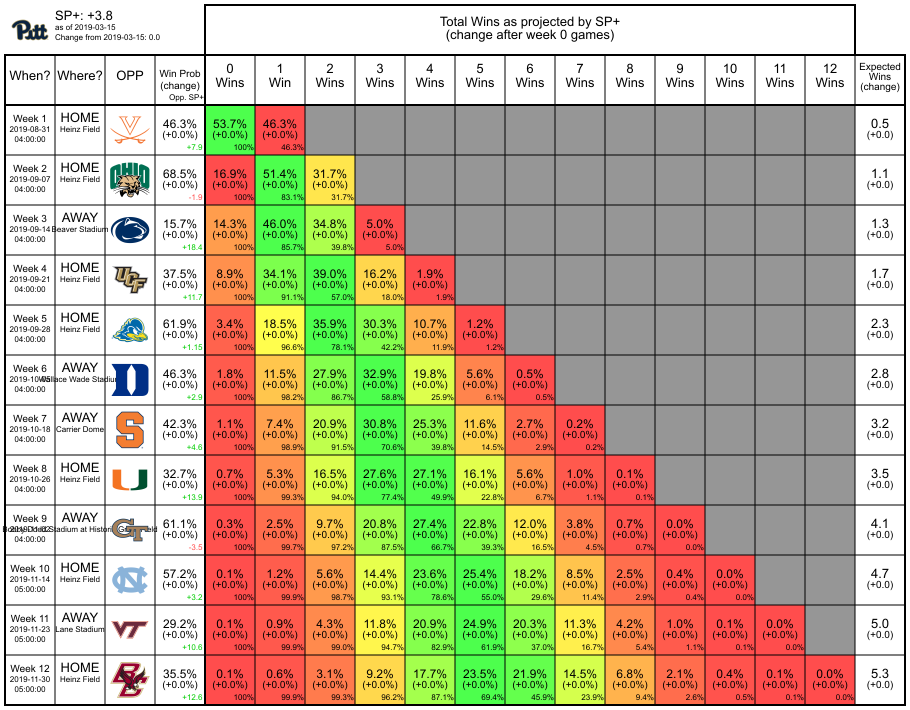 Pitt
SP+: +3.8
as of 2019-03-15
Change from 2019-03-15: 0.0
Total Wins as projected by SP+
(change after week 0 games)
When? Where? OPP Win Prob (change) Opp. SP+ 0 Wins 1 Win 2 Wins 3 Wins 4 Wins 5 Wins 6 Wins 7 Wins 8 Wins 9 Wins 10 Wins 11 Wins 12 Wins Expected Wins (change)
Week 1 HOME 46.3% 53.7% 46.3% 0.5
2019-08-31 Heinz Field V (+0.0%) (+0.0%) (+0.0%) (+0.0)
04:00:00 +7.9 100% 46.3%
Week 2 HOME 68.5% 16.9% 51.4% 31.7% 1.1
2019-09-07 Heinz Field OHIO (+0.0%) (+0.0%) (+0.0%) (+0.0%) (+0.0)
04:00:00 -1.9 100% 83.1% 31.7%
Week 3 AWAY 15.7% 14.3% 46.0% 34.8% 5.0% 1.3
2019-09-14 Beaver Stadium (+0.0%) (+0.0%) (+0.0%) (+0.0%) (+0.0%) (+0.0)
04:00:00 +18.4 100% 85.7% 39.8% 5.0%
Week 4 HOME 37.5% 8.9% 34.1% 39.0% 16.2% 1.9% 1.7
2019-09-21 Heinz Field UCF (+0.0%) (+0.0%) (+0.0%) (+0.0%) (+0.0%) (+0.0%) (+0.0)
04:00:00 +11.7 100% 91.1% 57.0% 18.0% 1.9%
Week 5 HOME 61.9% 3.4% 18.5% 35.9% 30.3% 10.7% 1.2% 2.3
2019-09-28 Heinz Field (+0.0%) (+0.0%) (+0.0%) (+0.0%) (+0.0%) (+0.0%) (+0.0%) (+0.0)
04:00:00 +1.15 100% 96.6% 78.1% 42.2% 11.9% 1.2%
Week 6 AWAY 46.3% 1.8% 11.5% 27.9% 32.9% 19.8% 5.6% 0.5% 2.8
Wallace Wade Stadium D (+0.0%) (+0.0%) (+0.0%) (+0.0%) (+0.0%) (+0.0%) (+0.0%) (+0.0%) (+0.0)
04:00:00 +2.9 100% 98.2% 86.7% 58.8% 25.9% 6.1% 0.5%
Week 7 AWAY 42.3% 1.1% 7.4% 20.9% 30.8% 25.3% 11.6% 2.7% 0.2% 3.2
2019-10-18 Carrier Dome S (+0.0%) (+0.0%) (+0.0%) (+0.0%) (+0.0%) (+0.0%) (+0.0%) (+0.0%) (+0.0%) (+0.0)
04:00:00 +4.6 100% 98.9% 91.5% 70.6% 39.8% 14.5% 2.9% 0.2%
Week 8 HOME 32.7% 0.7% 5.3% 16.5% 27.6% 27.1% 16.1% 5.6% 1.0% 0.1% 3.5
2019-10-26 Heinz Field U (+0.0%) (+0.0%) (+0.0%) (+0.0%) (+0.0%) (+0.0%) (+0.0%) (+0.0%) (+0.0%) (+0.0%) (+0.0)
04:00:00 +13.9 100% 99.3% 94.0% 77.4% 49.9% 22.8% 6.7% 1.1% 0.1%
Week 9 AWAY 61.1% 0.3% 2.5% 9.7% 20.8% 27.4% 22.8% 12.0% 3.8% 0.7% 0.0% 4.1
Stadium at GT (+0.0%) (+0.0%) (+0.0%) (+0.0%) (+0.0%) (+0.0%) (+0.0%) (+0.0%) (+0.0%) (+0.0%) (+0.0%) (+0.0)
04:00:00 -3.5 100% 99.7% 97.2% 87.5% 66.7% 39.3% 16.5% 4.5% 0.7% 0.0%
Week 10 HOME 57.2% 0.1% 1.2% 5.6% 14.4% 23.6% 25.4% 18.2% 8.5% 2.5% 0.4% 0.0% 4.7
2019-11-14 Heinz Field NC (+0.0%) (+0.0%) (+0.0%) (+0.0%) (+0.0%) (+0.0%) (+0.0%) (+0.0%) (+0.0%) (+0.0%) (+0.0%) (+0.0%) (+0.0)
05:00:00 +3.2 100% 99.9% 98.7% 93.1% 78.6% 55.0% 29.6% 11.4% 2.9% 0.4% 0.0%
Week 11 AWAY 29.2% 0.1% 0.9% 4.3% 11.8% 20.9% 24.9% 20.3% 11.3% 4.2% 1.0% 0.1% 0.0% 5.0
2019-11-23 Lane Stadium VT (+0.0%) (+0.0%) (+0.0%) (+0.0%) (+0.0%) (+0.0%) (+0.0%) (+0.0%) (+0.0%) (+0.0%) (+0.0%) (+0.0%) (+0.0%) (+0.0)
05:00:00 +10.6 100% 99.9% 99.0% 94.7% 82.9% 61.9% 37.0% 16.7% 5.4% 1.1% 0.1% 0.0%
Week 12 HOME 35.5% 0.1% 0.6% 3.1% 9.2% 17.7% 23.5% 21.9% 14.5% 6.8% 2.1% 0.4% 0.1% 0.0% 5.3
2019-11-30 Heinz Field BC (+0.0%) (+0.0%) (+0.0%) (+0.0%) (+0.0%) (+0.0%) (+0.0%) (+0.0%) (+0.0%) (+0.0%) (+0.0%) (+0.0%) (+0.0%) (+0.0%) (+0.0)
05:00:00 +12.6 100% 99.9% 99.3% 96.2% 87.1% 69.4% 45.9% 23.9% 9.4% 2.6% 0.5% 0.1% 0.0%